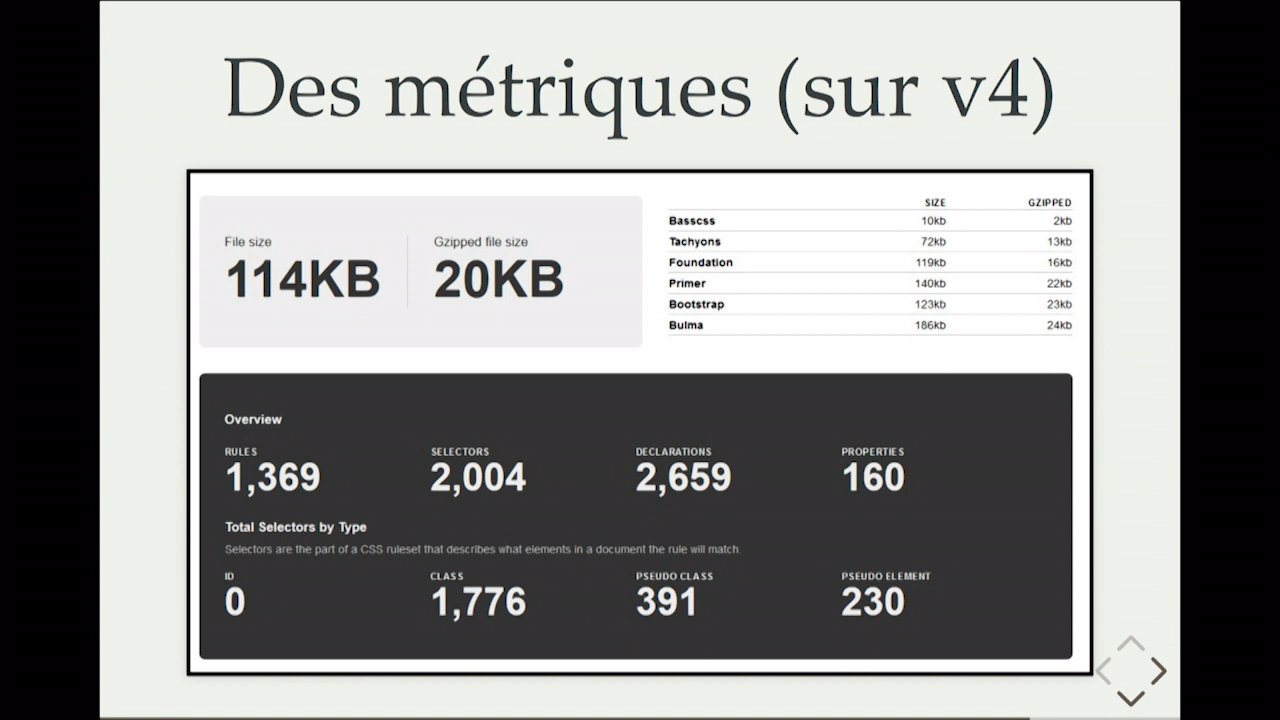 Des métriques (sur v4)
File size
114KB
Gzipped file size
20KB
SIZE GZIPPED
Basscss 10kb 2kb
Tachyons 72kb 13kb
Foundation 119kb 16kb
Primer 140kb 22kb
Bootstrap 123kb 23kb
Bulma 186kb 24kb
Overview
RULES SELECTORS DECLARATIONS PROPERTIES
1,369 2,004 2,659 160
Total Selectors by Type
Selectors are the part of a CSS ruleset that describes what elements in a document the rule will match.
ID CLASS PSEUDO CLASS PSEUDO ELEMENT
0 1,776 391 230